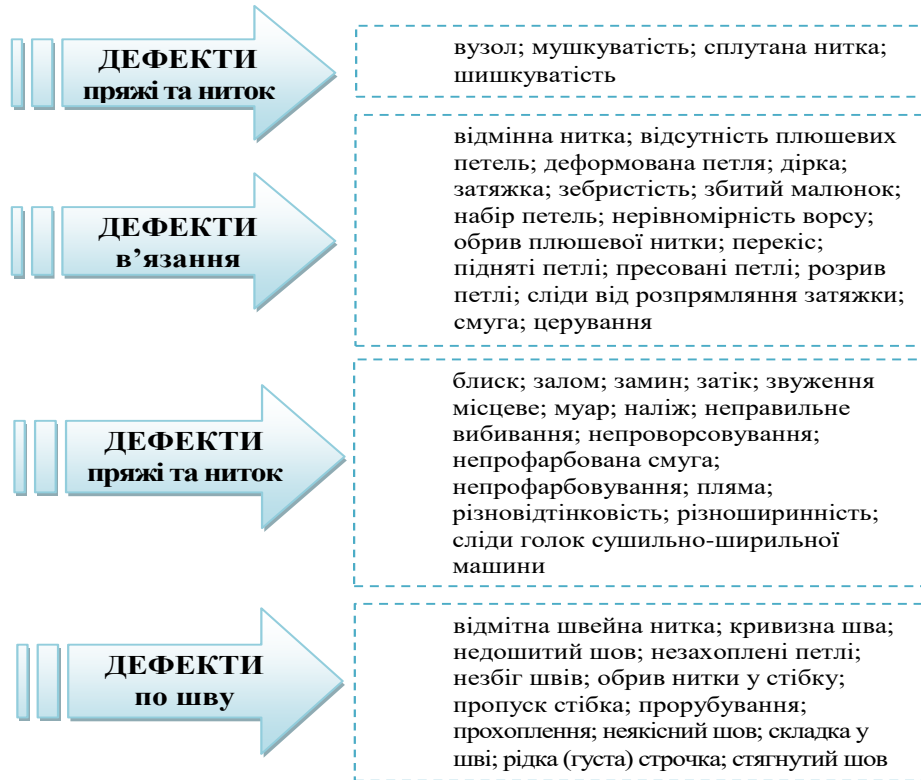 ДЕФЕКТИ
пряжі та ниток
вузол; мушкуватість; сплутана нитка;
шишкуватість
ДЕФЕКТИ
в’язання
відмінна нитка; відсутність плюшевих
петель; деформована петля; дірка;
затяжка; зебристість; збитий малюнок;
набір петель; нерівномірність ворсу;
обрив плюшевої нитки; перекіс;
підняті петлі; пресовані петлі; розрив
петлі; сліди від розпрямляння затяжки;
смуга; церування
ДЕФЕКТИ
пряжі та ниток
блиск; залом; замин; затік; звуження
місцеве; муар; наліж; неправильне
вибивання; непроворсовування;
непрофарбована смуга;
непрофарбовування; пляма;
різновідтінковість; різноширинність;
сліди голок сушильно-ширильної
машини
ДЕФЕКТИ
по шву
відмітна швейна нитка; кривизна шва;
недошитий шов; незахоплені петлі;
незбіг швів; обрив нитки у стібку;
пропуск стібка; прорубування;
прохоплення; неякісний шов; складка у
шві; рідка (густа) строчка; стягнутий шов